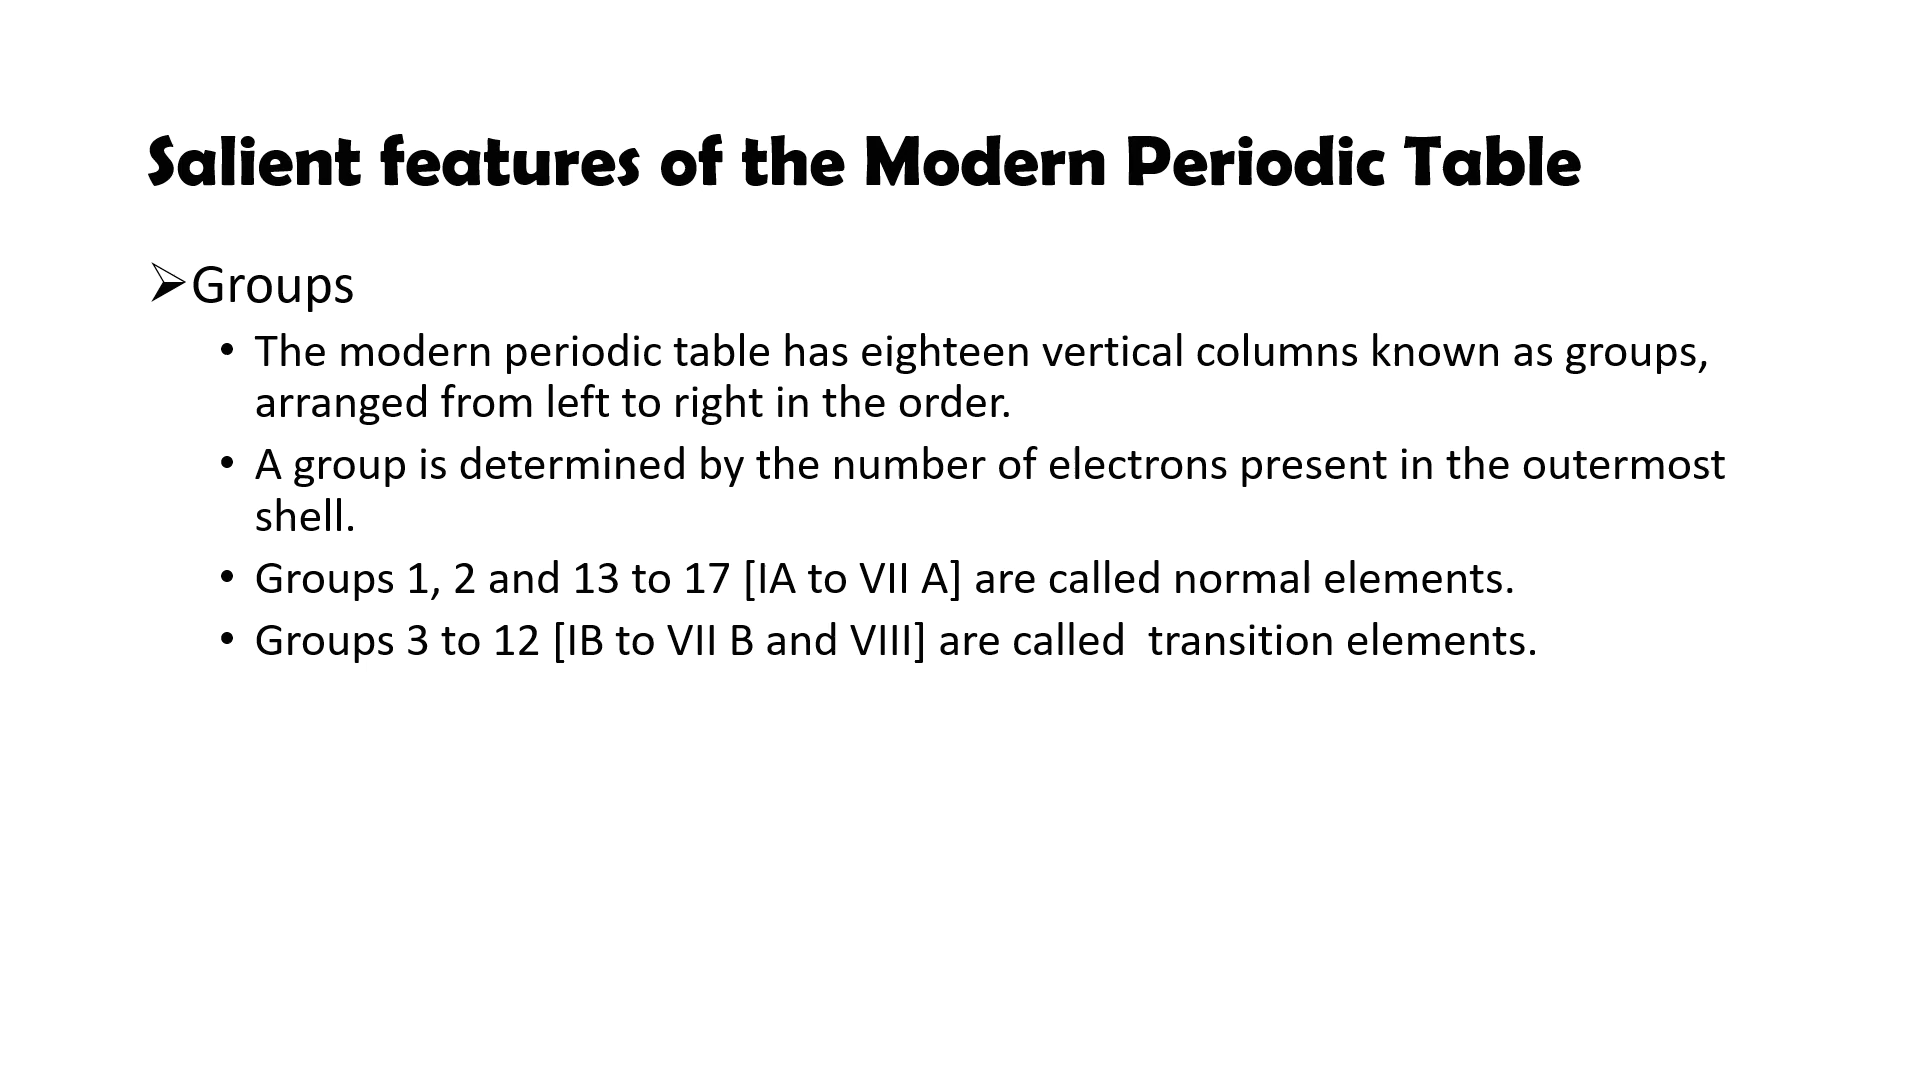 Salient features of the Modern Periodic Table
➢Groups
• The modern periodic table has eighteen vertical columns known as groups,
arranged from left to right in the order.
• A group is determined by the number of electrons present in the outermost
shell.
• Groups 1, 2 and 13 to 17 [IA to VII A] are called normal elements.
• Groups 3 to 12 [IB to VII B and VIII] are called  transition elements.